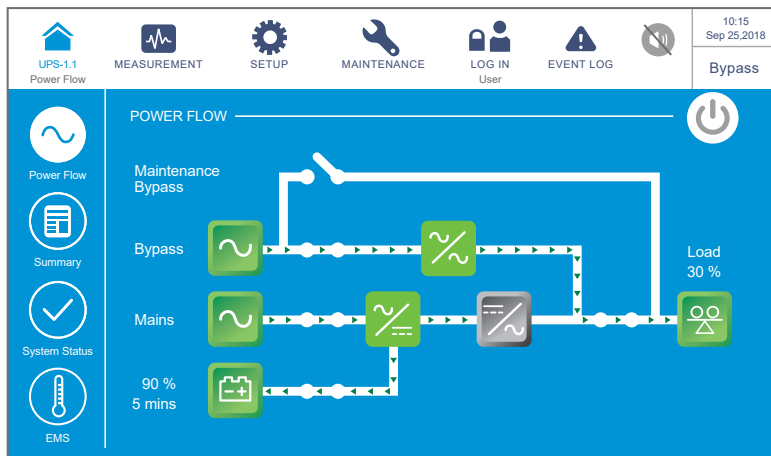 10:15
Sep 25,2018
UPS-1.1
MEASUREMENT
SETUP
MAINTENANCE
LOG IN
EVENT LOG
Power Flow
User
Bypass
POWER FLOW
Power Flow
Maintenance
Bypass
Bypass
Load
30 %
Summary
Mains
System Status
90 %
5 mins
EMS